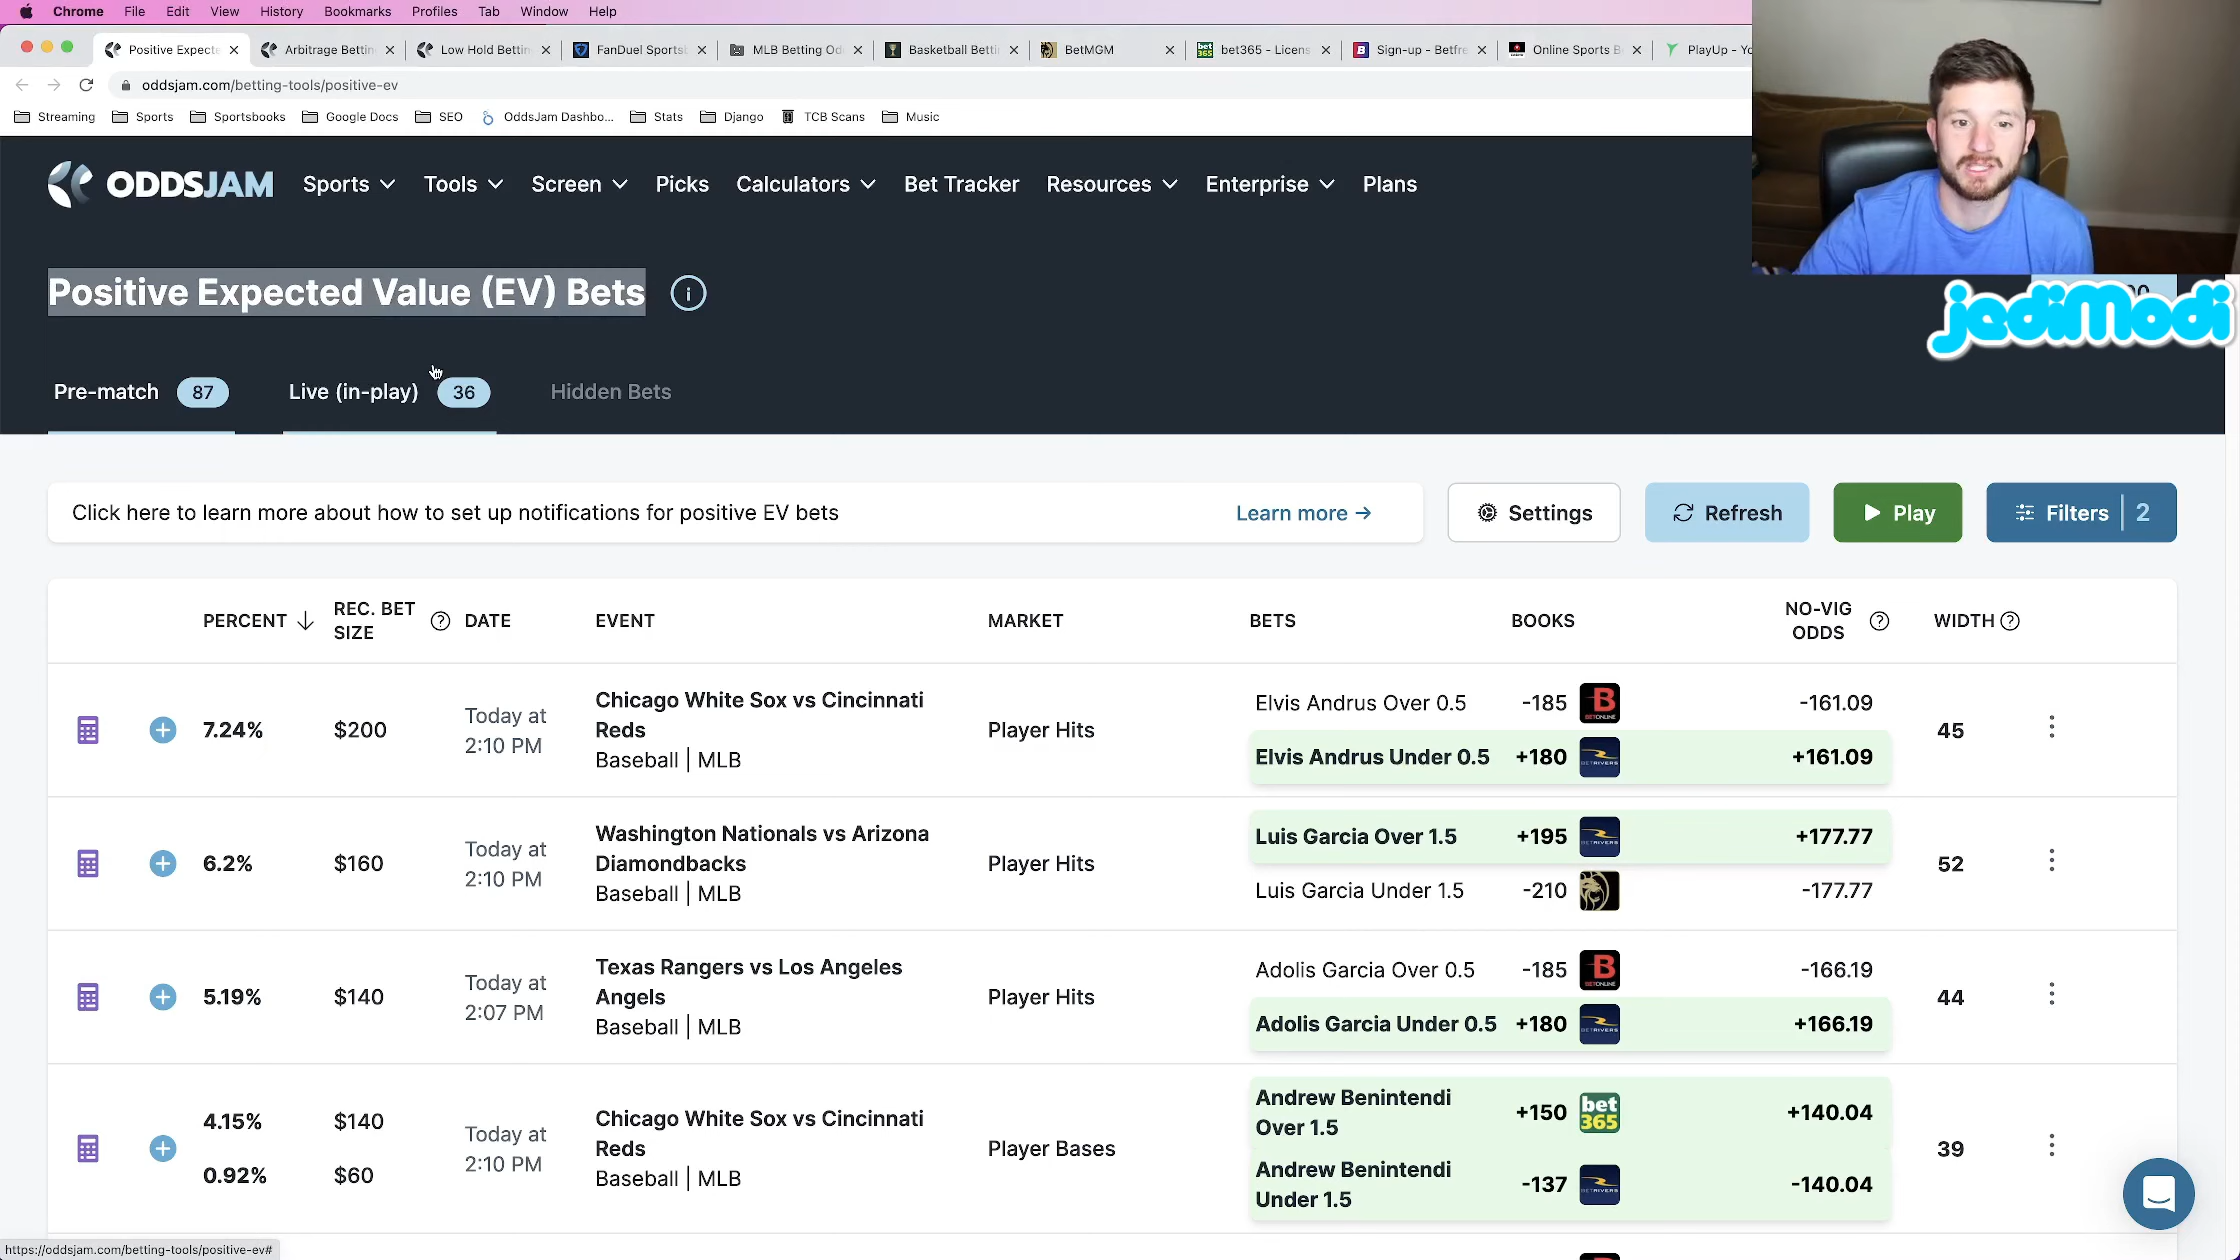 Chrome File Edit View History Bookmarks Profiles Tab Window Help
Positive Expecte Arbitrage Bettin Low Hold Bettin FanDuel Sports MLB Betting Od Basketball Betti BetMGM bet365 - Licens Sign-up - Betfre Online Sports B PlayUp - Yo
oddsjam.com/betting-tools/positive-ev
Streaming Sports Sportsbooks Google Docs SEO OddsJam Dashbo... Stats Django TCB Scans Music
ODDSJAM Sports Tools Screen Picks Calculators Bet Tracker Resources Enterprise Plans
Positive Expected Value (EV) Bets i
jediModi
Pre-match 87 Live (in-play) 36 Hidden Bets
Click here to learn more about how to set up notifications for positive EV bets Learn more → Settings Refresh Play Filters 2
PERCENT ↓ REC. BET SIZE ? DATE EVENT MARKET BETS BOOKS NO-VIG ODDS ? WIDTH ?
7.24% $200 Today at 2:10 PM Chicago White Sox vs Cincinnati Reds Baseball | MLB Player Hits
Elvis Andrus Over 0.5 -185 B BETONLINE -161.09
Elvis Andrus Under 0.5 +180 BETRIVERS +161.09
45
6.2% $160 Today at 2:10 PM Washington Nationals vs Arizona Diamondbacks Baseball | MLB Player Hits
Luis Garcia Over 1.5 +195 BETRIVERS +177.77
Luis Garcia Under 1.5 -210 -177.77
52
5.19% $140 Today at 2:07 PM Texas Rangers vs Los Angeles Angels Baseball | MLB Player Hits
Adolis Garcia Over 0.5 -185 B BETONLINE -166.19
Adolis Garcia Under 0.5 +180 BETRIVERS +166.19
44
4.15% $140
0.92% $60
Today at 2:10 PM Chicago White Sox vs Cincinnati Reds Baseball | MLB Player Bases
Andrew Benintendi Over 1.5 +150 bet365 +140.04
Andrew Benintendi Under 1.5 -137 BETRIVERS -140.04
39
https://oddsjam.com/betting-tools/positive-ev#